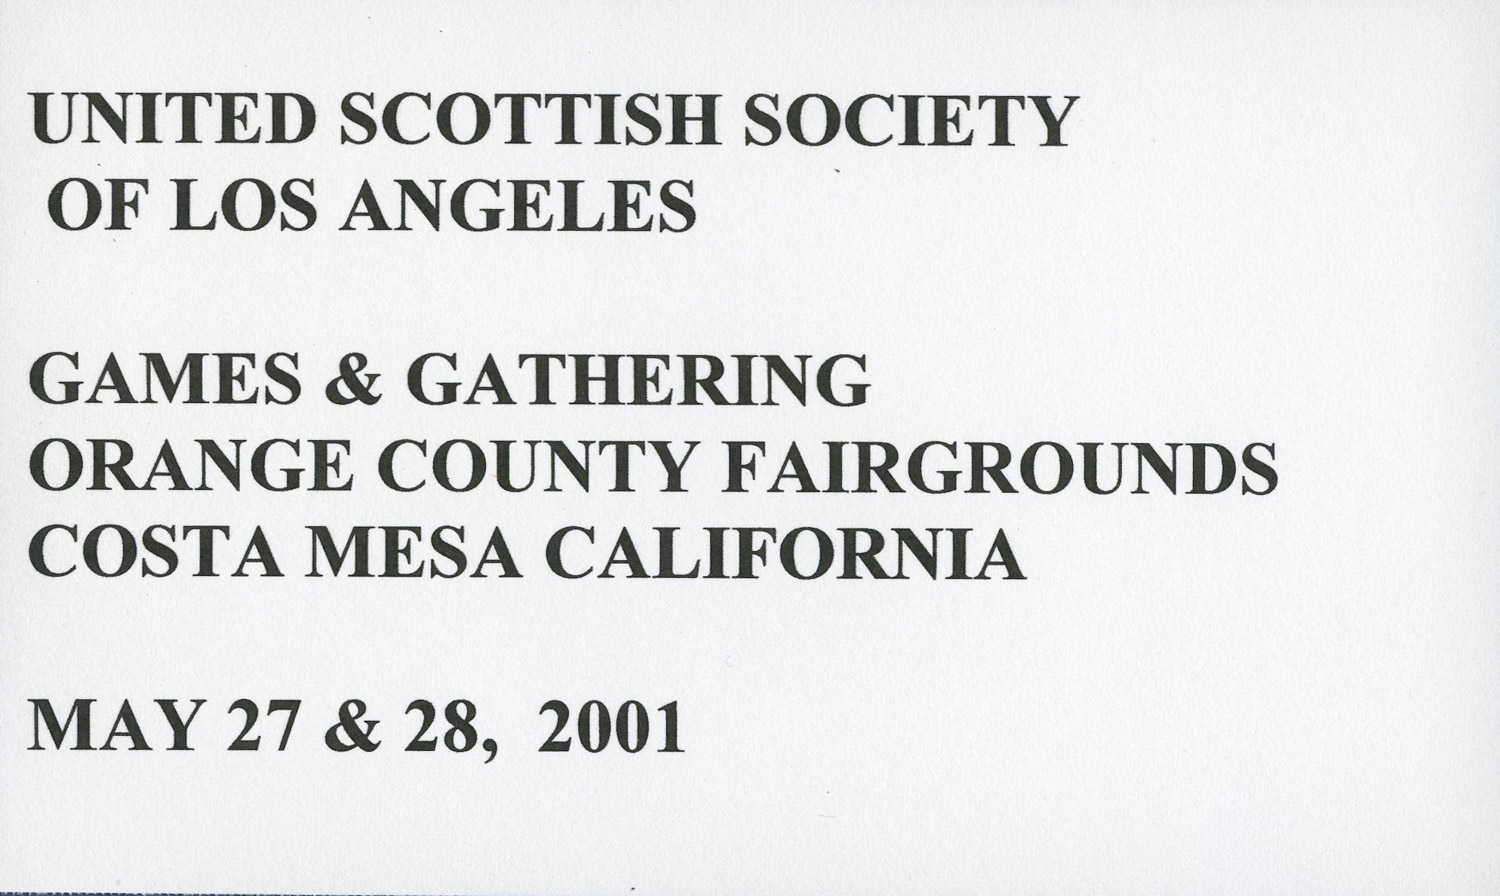 UNITED SCOTTISH SOCIETY
OF LOS ANGELES
GAMES & GATHERING
ORANGE COUNTY FAIRGROUNDS
COSTA MESA CALIFORNIA
MAY 27 & 28, 2001